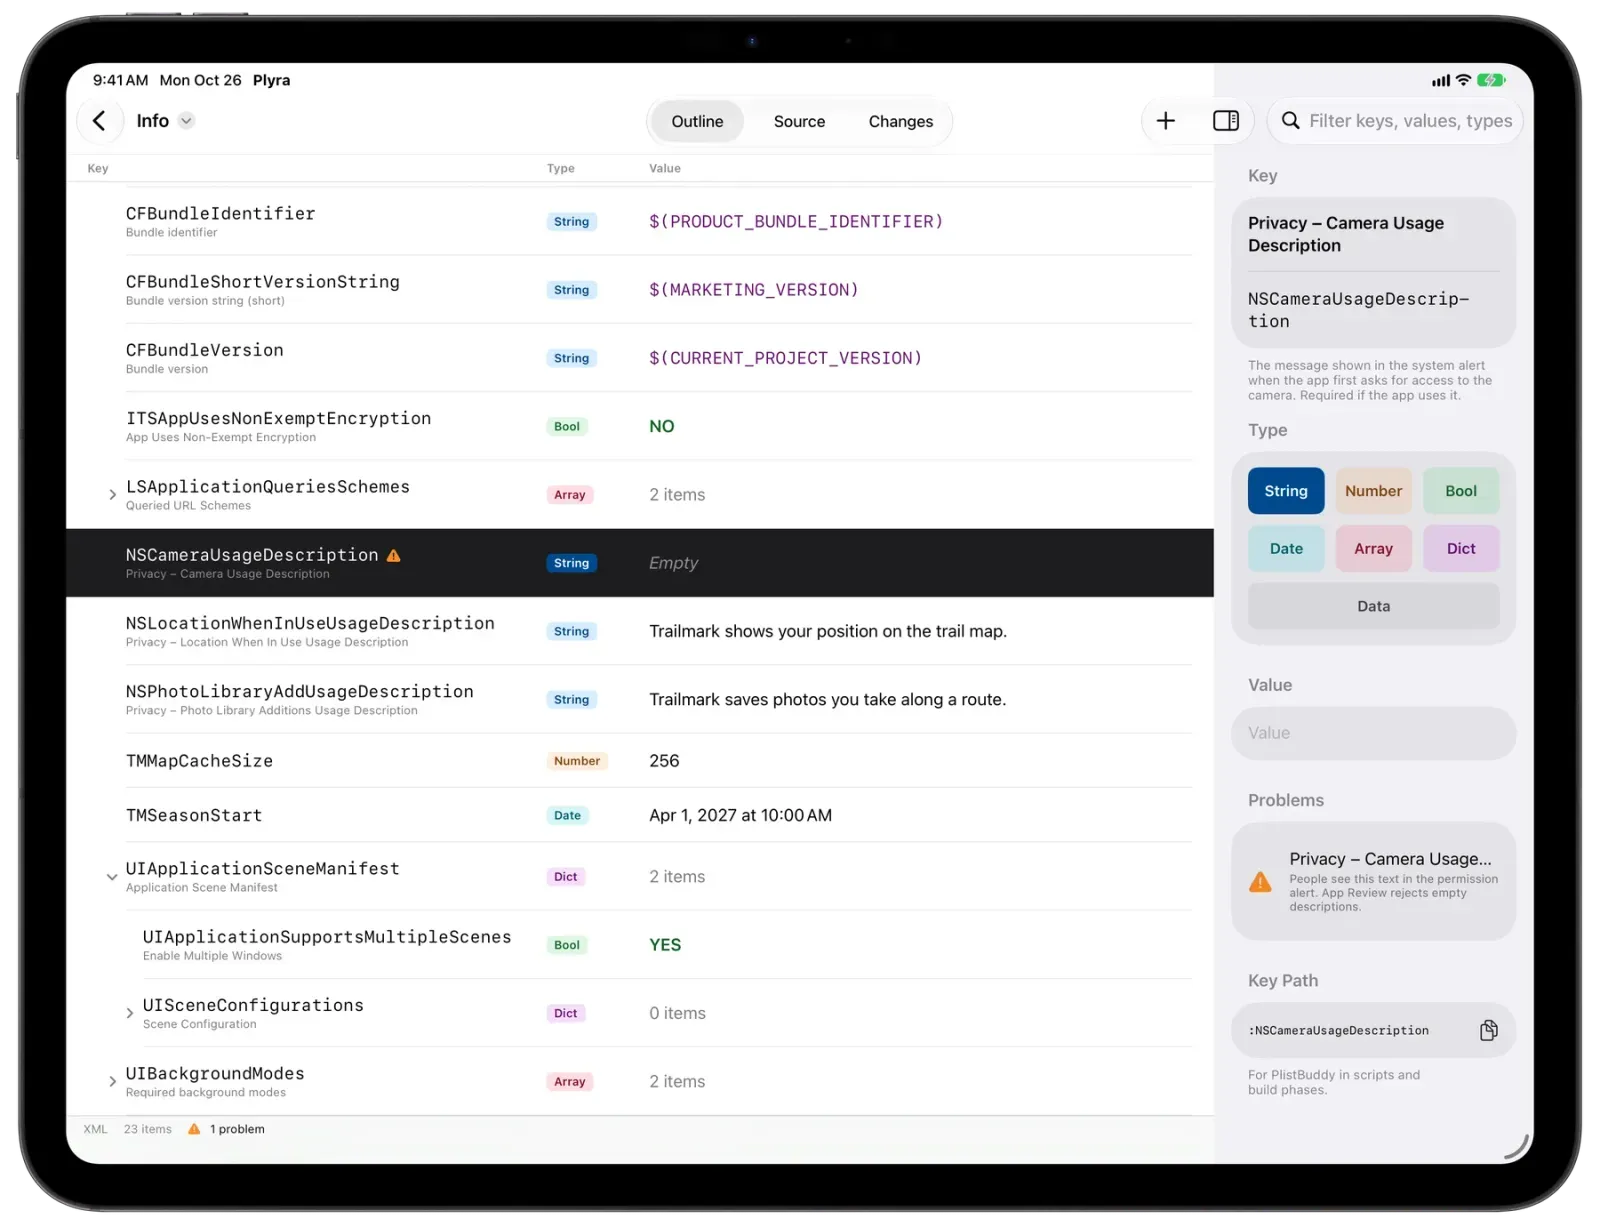 9:41 AM Mon Oct 26 Plyra
Info
Outline Source Changes
Filter keys, values, types
Key Type Value
CFBundleIdentifier String $(PRODUCT_BUNDLE_IDENTIFIER)
Bundle identifier
CFBundleShortVersionString String $(MARKETING_VERSION)
Bundle version string (short)
CFBundleVersion String $(CURRENT_PROJECT_VERSION)
Bundle version
ITSAppUsesNonExemptEncryption Bool NO
App Uses Non-Exempt Encryption
LSApplicationQueriesSchemes Array 2 items
Queried URL Schemes
NSCameraUsageDescription String Empty
Privacy – Camera Usage Description
NSLocationWhenInUseUsageDescription String Trailmark shows your position on the trail map.
Privacy – Location When In Use Usage Description
NSPhotoLibraryAddUsageDescription String Trailmark saves photos you take along a route.
Privacy – Photo Library Additions Usage Description
TMMapCacheSize Number 256
TMSeasonStart Date Apr 1, 2027 at 10:00 AM
UIApplicationSceneManifest Dict 2 items
Application Scene Manifest
UIApplicationSupportsMultipleScenes Bool YES
Enable Multiple Windows
UISceneConfigurations Dict 0 items
Scene Configuration
UIBackgroundModes Array 2 items
Required background modes
XML 23 items 1 problem
Key
Privacy – Camera Usage
Description
NSCameraUsageDescrip-
tion
The message shown in the system alert
when the app first asks for access to the
camera. Required if the app uses it.
Type
String Number Bool
Date Array Dict
Data
Value
Value
Problems
Privacy – Camera Usage...
People see this text in the permission
alert. App Review rejects empty
descriptions.
Key Path
:NSCameraUsageDescription
For PlistBuddy in scripts and
build phases.